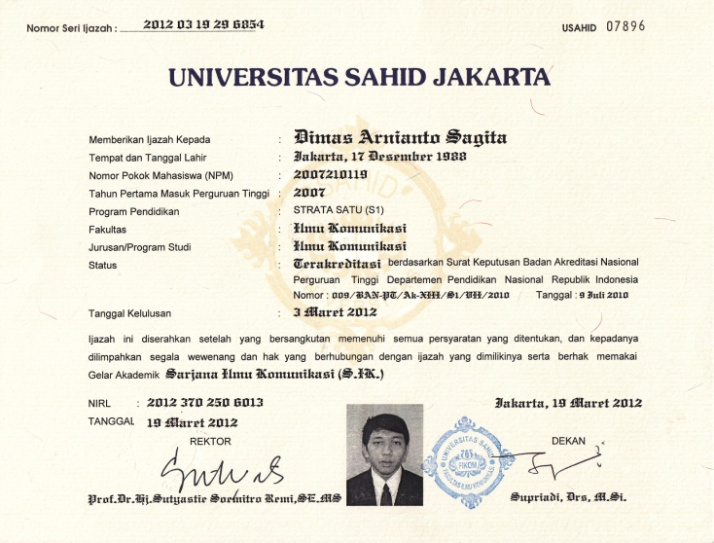 Nomor Seri Ijazah : 2012 03 19 29 6854
USAHID 07896
UNIVERSITAS SAHID JAKARTA
Memberikan Ijazah Kepada : Dimas Arnianto Sagita
Tempat dan Tanggal Lahir : Jakarta, 17 Desember 1988
Nomor Pokok Mahasiswa (NPM) : 2007210119
Tahun Pertama Masuk Perguruan Tinggi : 2007
Program Pendidikan : STRATA SATU (S1)
Fakultas : Ilmu Komunikasi
Jurusan/Program Studi : Ilmu Komunikasi
Status : Terakreditasi berdasarkan Surat Keputusan Badan Akreditasi Nasional
Perguruan Tinggi Departemen Pendidikan Nasional Republik Indonesia
Nomor : 009/BAN-PT/Ak-XIII/S1/VII/2010 Tanggal : 9 Juli 2010
Tanggal Kelulusan : 3 Maret 2012
Ijazah ini diserahkan setelah yang bersangkutan memenuhi semua persyaratan yang ditentukan, dan kepadanya
dilimpahkan segala wewenang dan hak yang berhubungan dengan ijazah yang dimilikinya serta berhak memakai
Gelar Akademik Sarjana Ilmu Komunikasi (S.IK.)
NIRL : 2012 370 250 6013
Jakarta, 19 Maret 2012
TANGGAL 19 Maret 2012
REKTOR
DEKAN
UNIVERSITAS SAHID
FIKOM
Prof.Dr.Hj.Sutyastie Soemitro Remi,SE.MS
Supriadi, Drs, M.Si.
SAHID